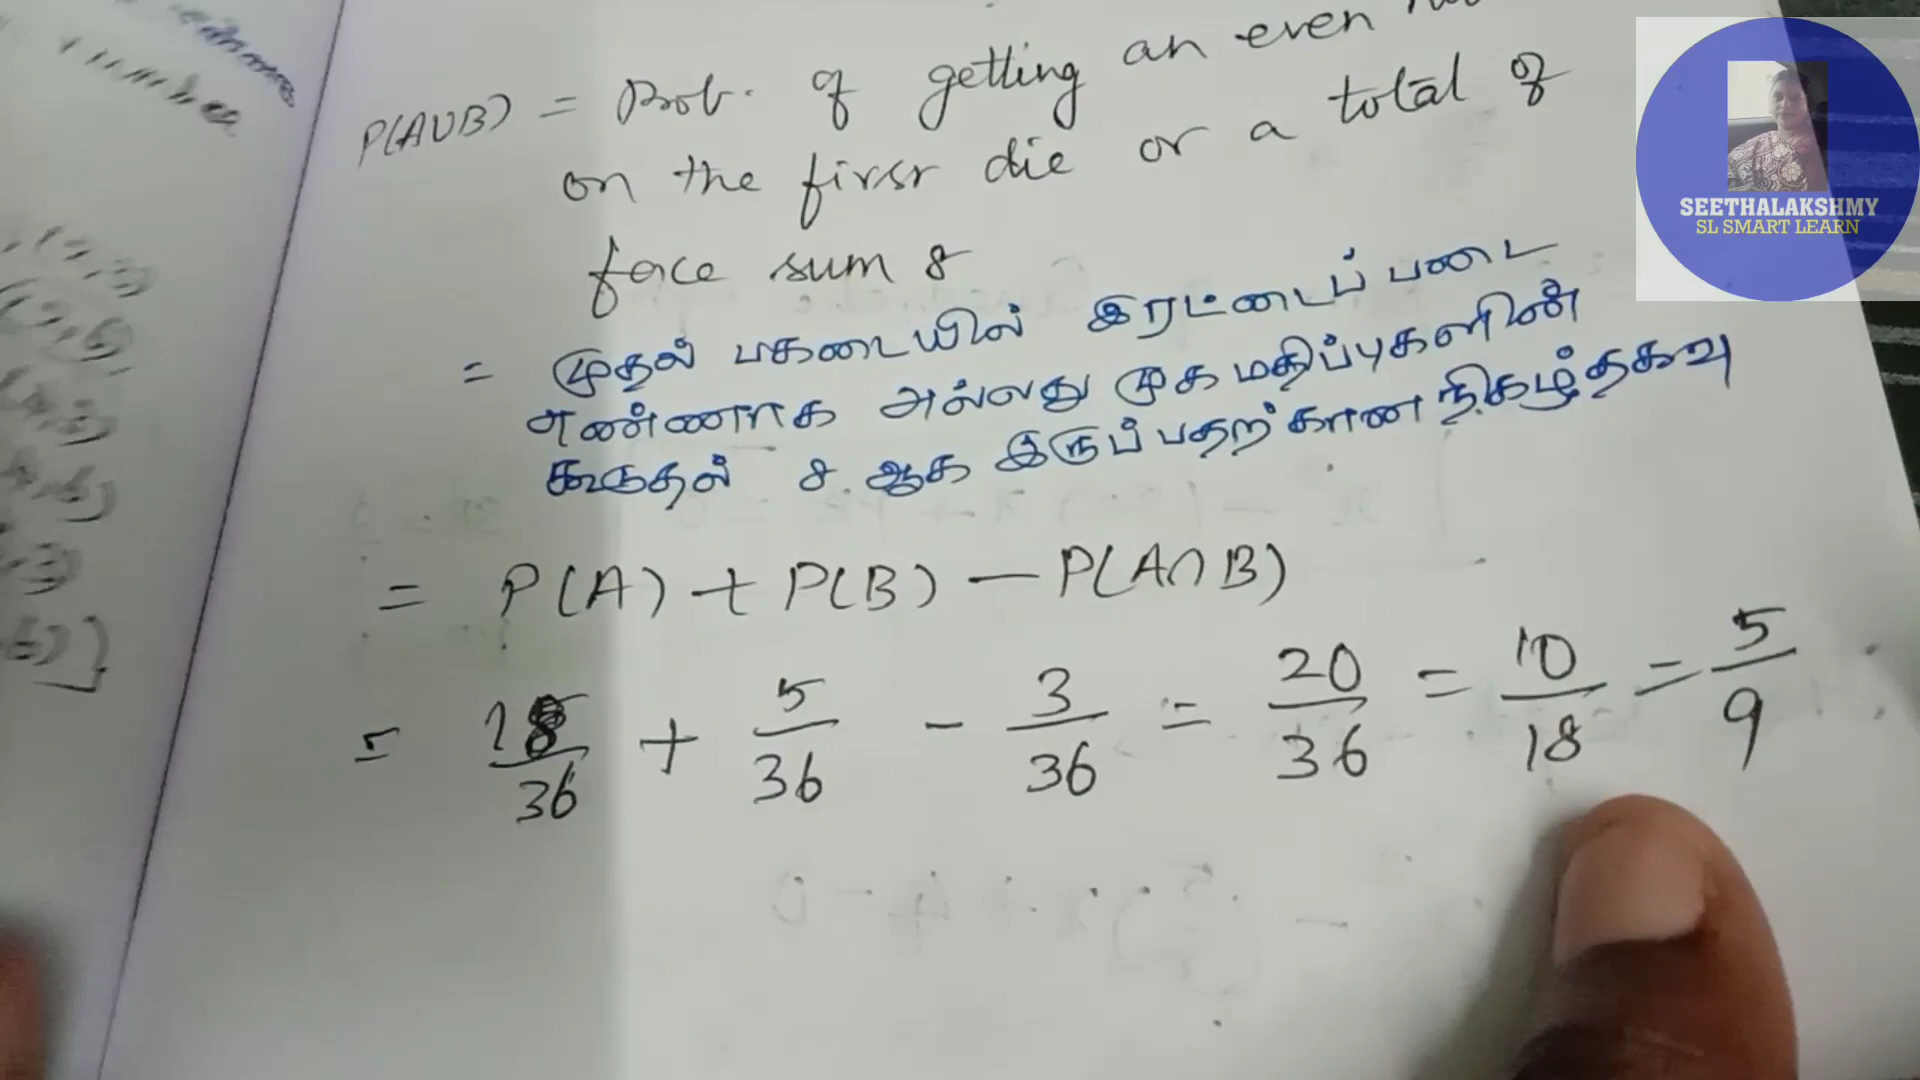 P(A∪B) = Prob. of getting an even
on the first die or a total of
face sum 8
= முதல் பகடையில் இரட்டைப் படை
எண்ணாக அல்லது முக மதிப்புகளின்
கூடுதல் 8 ஆக இருப்பதற்கான நிகழ்தகவு
= P(A) + P(B) - P(A∩B)
= 18/36 + 5/36 - 3/36 = 20/36 = 10/18 = 5/9
SEETHALAKSHMY
SL SMART LEARN